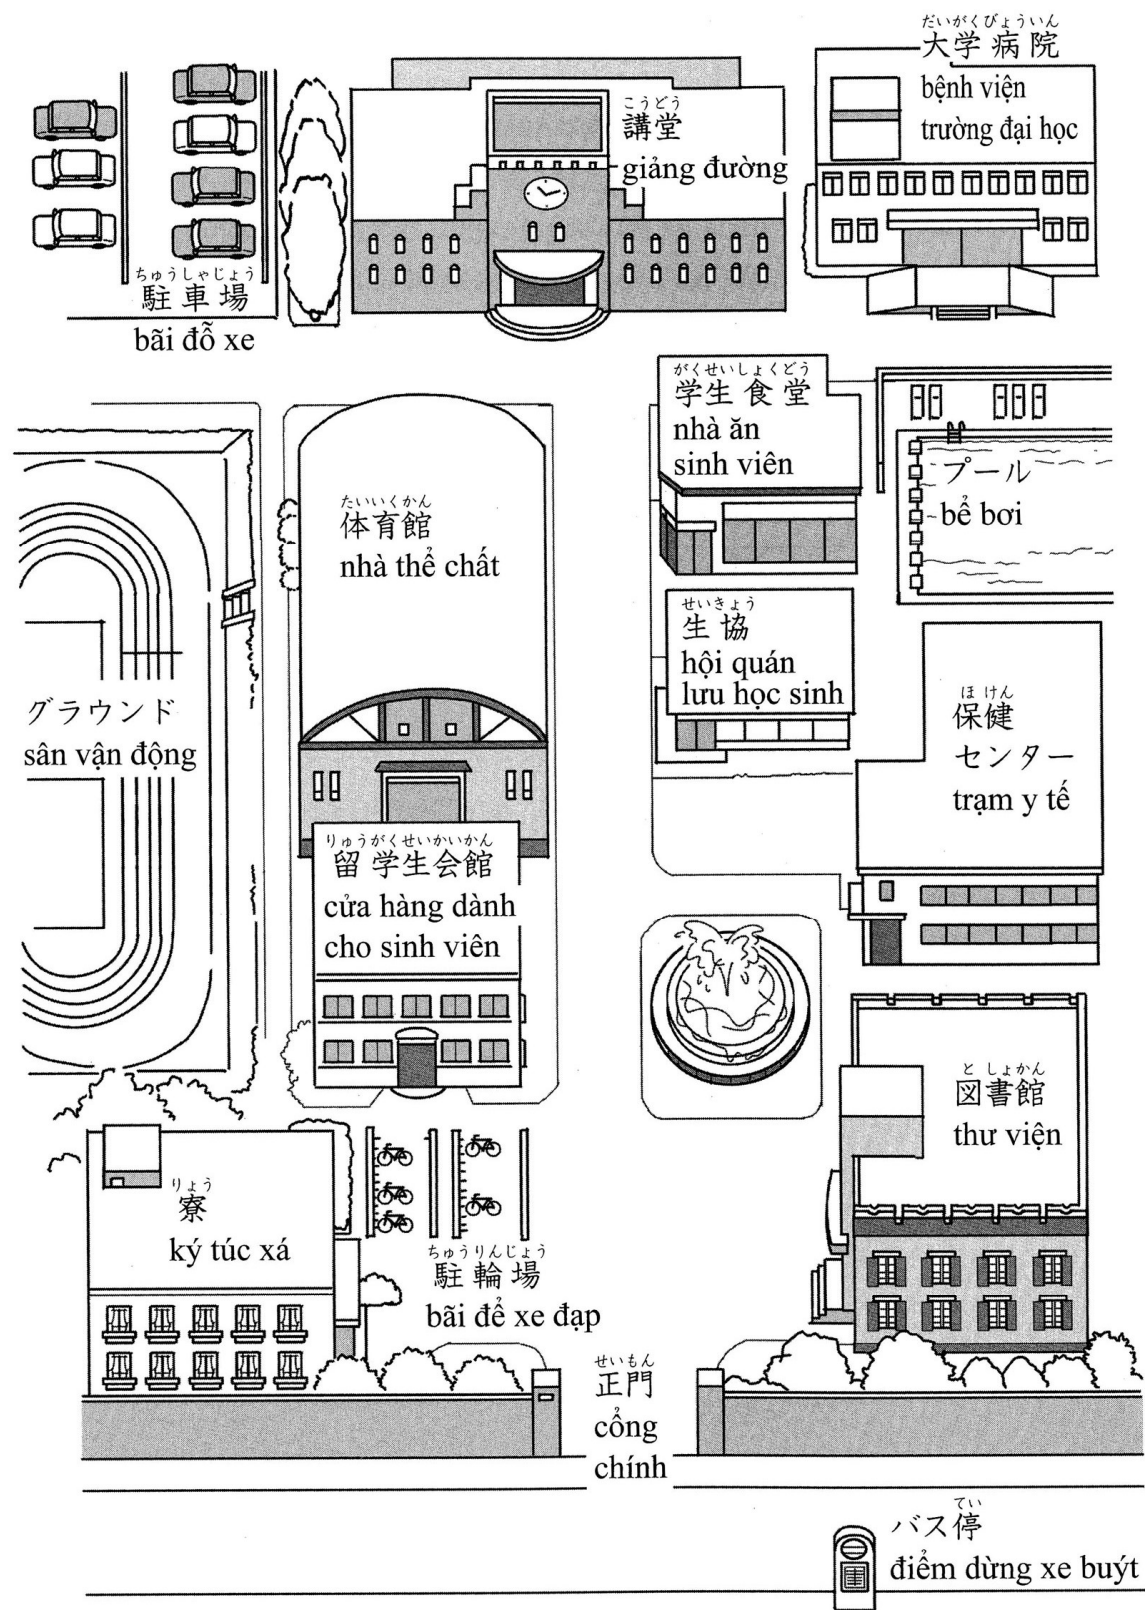 だいがくびょういん
大学病院
bệnh viện
trường đại học
こうどう
講堂
giảng đường
ちゅうしゃじょう
駐車場
bãi đỗ xe
がくせいしょくどう
学生食堂
nhà ăn
sinh viên
プール
bể bơi
たいいくかん
体育館
nhà thể chất
せいきょう
生協
hội quán
lưu học sinh
グラウンド
sân vận động
ほけん
保健
センター
trạm y tế
りゅうがくせいかいかん
留学生会館
cửa hàng dành
cho sinh viên
としょかん
図書館
thư viện
りょう
寮
ký túc xá
ちゅうりんじょう
駐輪場
bãi để xe đạp
せいもん
正門
cổng
chính
てい
バス停
điểm dừng xe buýt